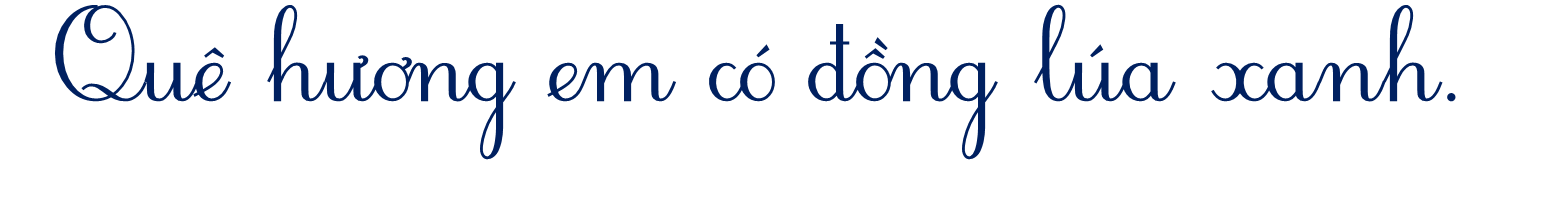 Quê hương em có đồng lúa xanh.